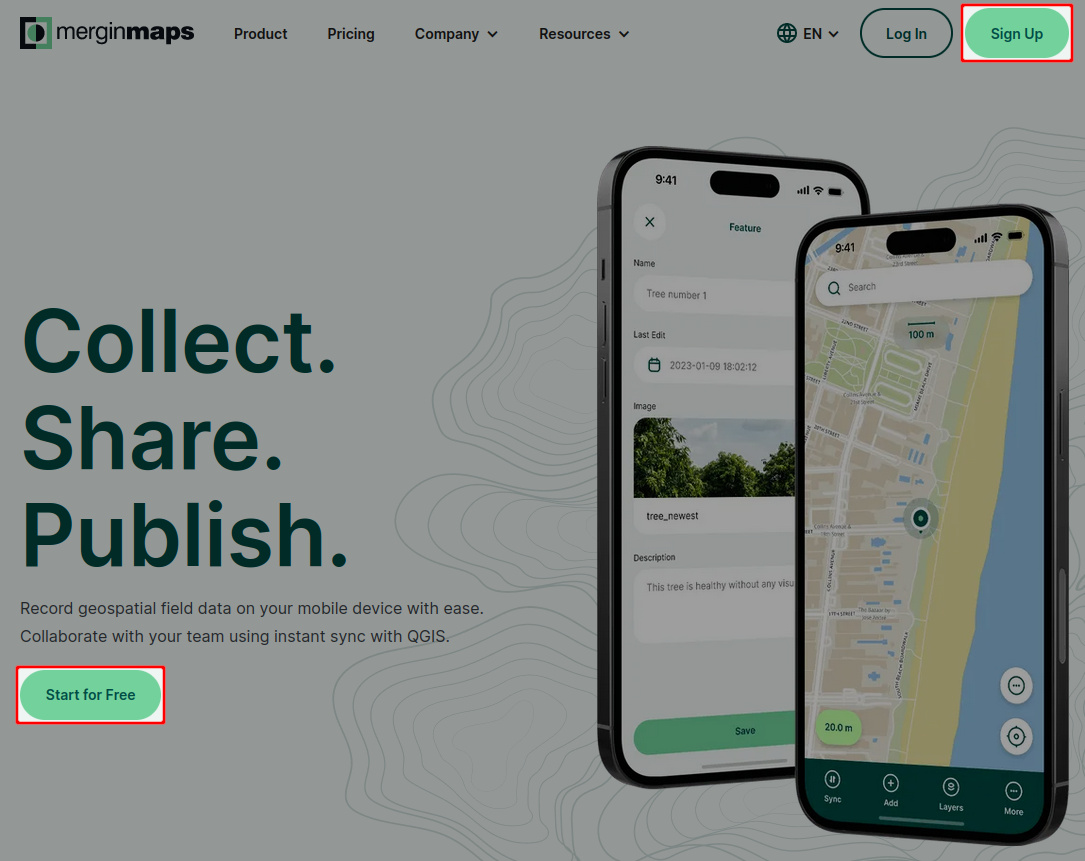 merginmaps
Product
Pricing
Company
Resources
EN
Log In
Sign Up
Collect.
Share.
Publish.
Record geospatial field data on your mobile device with ease.
Collaborate with your team using instant sync with QGIS.
Start for Free
9:41
Feature
Name
Tree number 1
Last Edit
2023-01-09 18:02:12
Image
tree_newest
Description
This tree is healthy without any visu
Save
9:41
Search
100 m
22ND STREET
20.0 m
Sync
Add
Layers
More